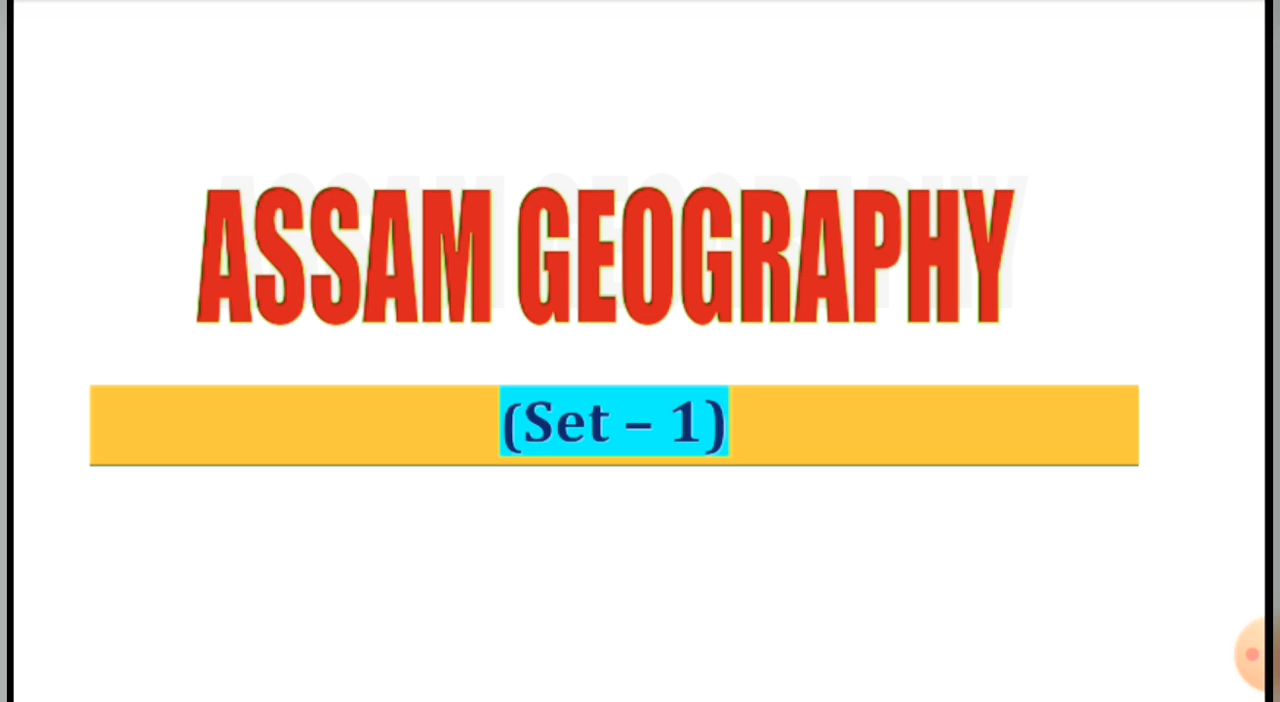 ASSAM GEOGRAPHY
(Set – 1)